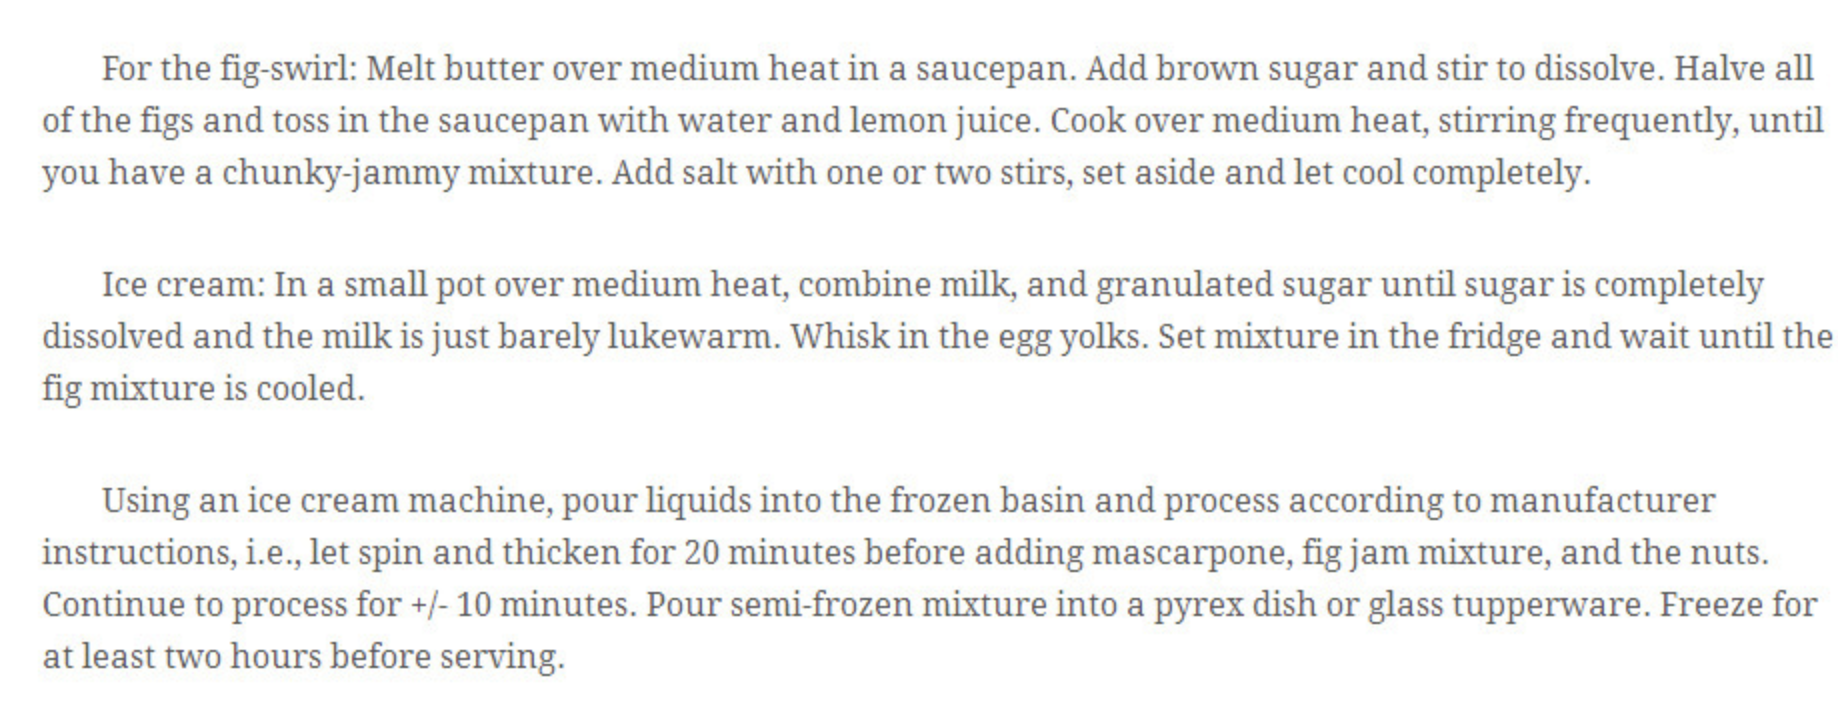 For the fig-swirl: Melt butter over medium heat in a saucepan. Add brown sugar and stir to dissolve. Halve all
of the figs and toss in the saucepan with water and lemon juice. Cook over medium heat, stirring frequently, until
you have a chunky-jammy mixture. Add salt with one or two stirs, set aside and let cool completely.
Ice cream: In a small pot over medium heat, combine milk, and granulated sugar until sugar is completely
dissolved and the milk is just barely lukewarm. Whisk in the egg yolks. Set mixture in the fridge and wait until the
fig mixture is cooled.
Using an ice cream machine, pour liquids into the frozen basin and process according to manufacturer
instructions, i.e., let spin and thicken for 20 minutes before adding mascarpone, fig jam mixture, and the nuts.
Continue to process for +/- 10 minutes. Pour semi-frozen mixture into a pyrex dish or glass tupperware. Freeze for
at least two hours before serving.